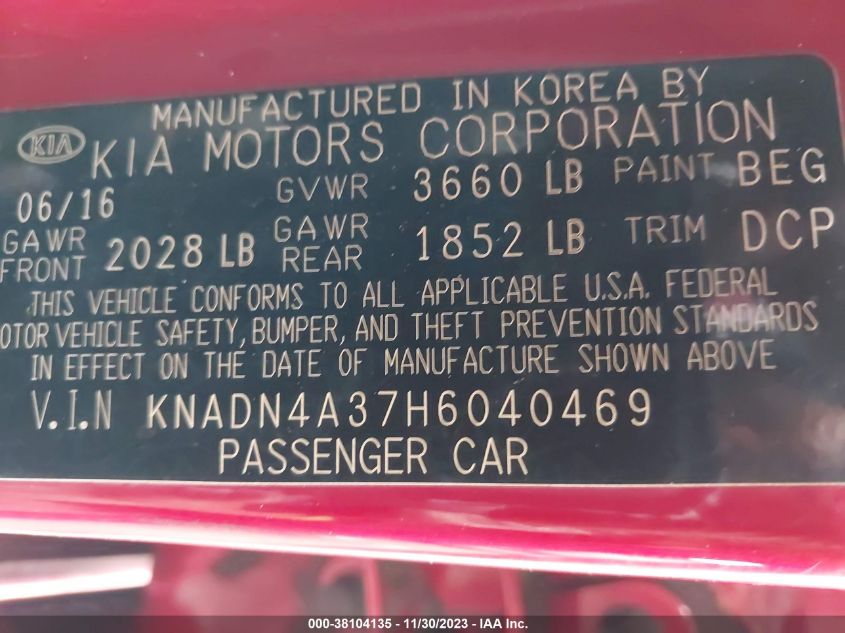 MANUFACTURED IN KOREA BY
KIA KIA MOTORS CORPORATION
06/16 GVWR 3660 LB PAINT BEG
GAWR FRONT 2028 LB GAWR REAR 1852 LB TRIM DCP
THIS VEHICLE CONFORMS TO ALL APPLICABLE U.S.A. FEDERAL
OTOR VEHICLE SAFETY, BUMPER, AND THEFT PREVENTION STANDARDS
IN EFFECT ON THE DATE OF MANUFACTURE SHOWN ABOVE
V.I.N KNADN4A37H6040469
PASSENGER CAR
000-38104135 - 11/30/2023 - IAA Inc.